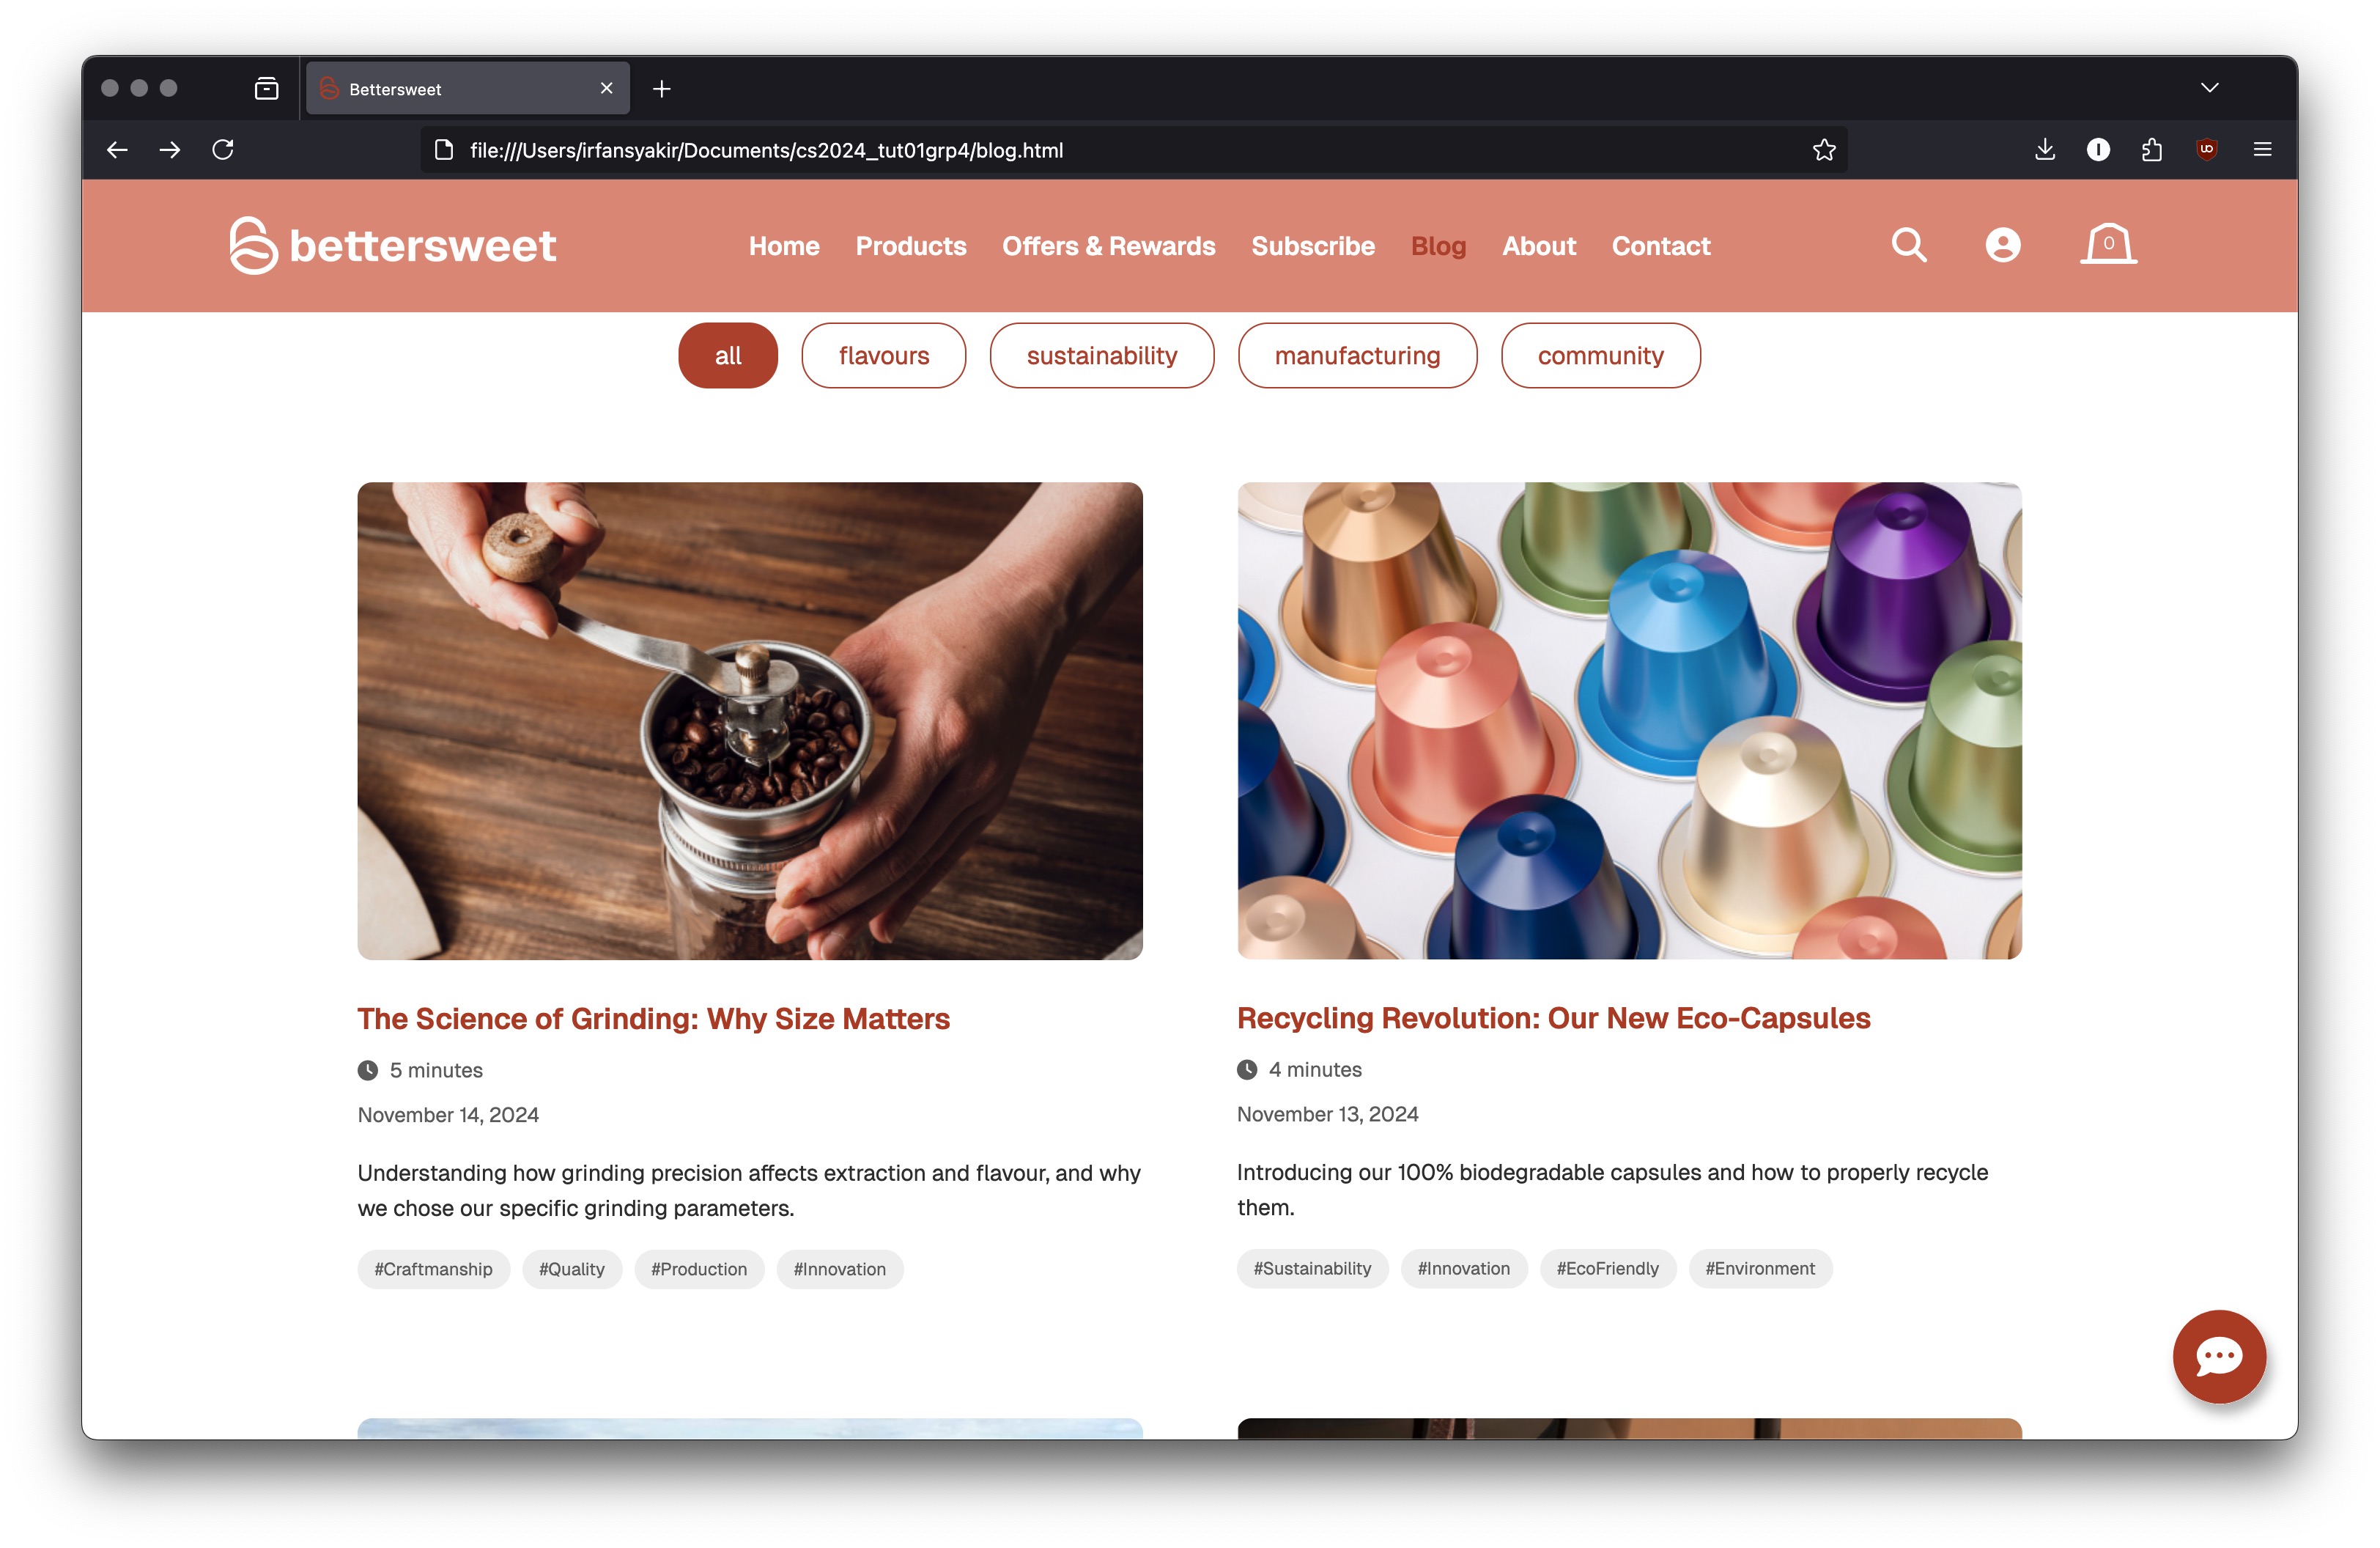 Bettersweet
file:///Users/irfansyakir/Documents/cs2024_tut01grp4/blog.html
bettersweet
Home Products Offers & Rewards Subscribe Blog About Contact
0
all flavours sustainability manufacturing community
The Science of Grinding: Why Size Matters
5 minutes
November 14, 2024
Understanding how grinding precision affects extraction and flavour, and why
we chose our specific grinding parameters.
#Craftmanship #Quality #Production #Innovation
Recycling Revolution: Our New Eco-Capsules
4 minutes
November 13, 2024
Introducing our 100% biodegradable capsules and how to properly recycle
them.
#Sustainability #Innovation #EcoFriendly #Environment